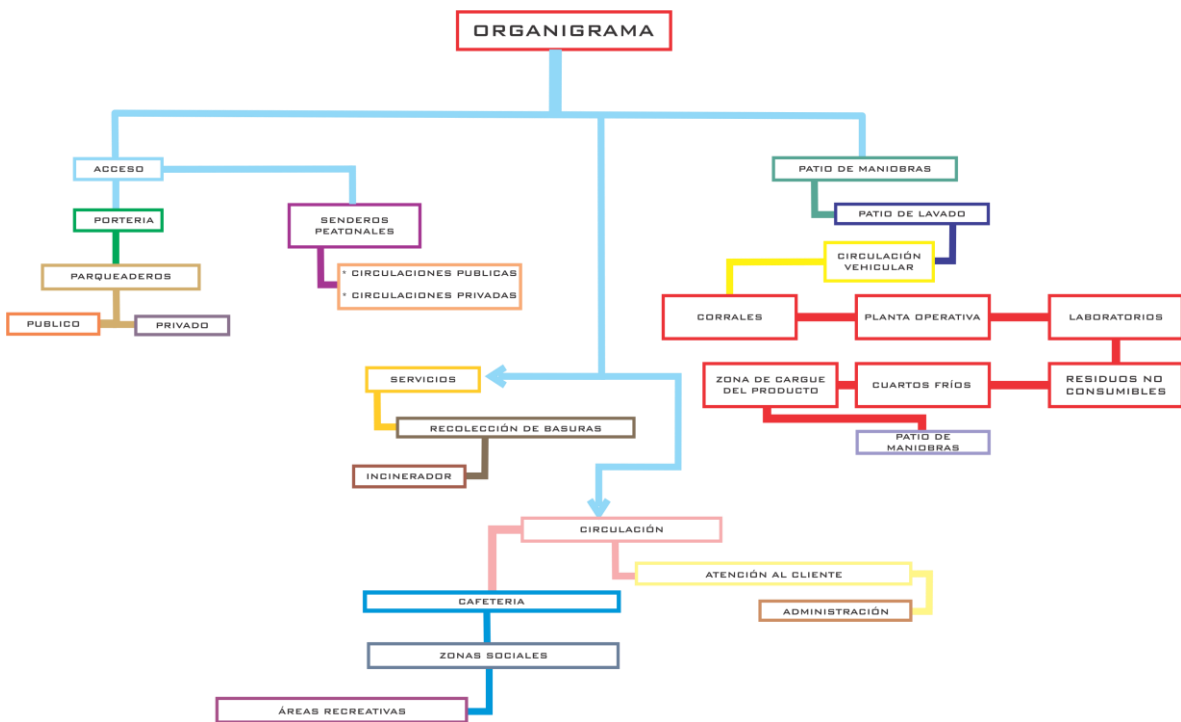 ORGANIGRAMA
ACCESO
PATIO DE MANIOBRAS
PORTERIA
SENDEROS
PEATONALES
PATIO DE LAVADO
PARQUEADEROS
* CIRCULACIONES PUBLICAS
* CIRCULACIONES PRIVADAS
CIRCULACIÓN
VEHICULAR
PUBLICO
PRIVADO
CORRALES
PLANTA OPERATIVA
LABORATORIOS
SERVICIOS
ZONA DE CARGUE
DEL PRODUCTO
CUARTOS FRÍOS
RESIDUOS NO
CONSUMIBLES
RECOLECCIÓN DE BASURAS
PATIO DE
MANIOBRAS
INCINERADOR
CIRCULACIÓN
ATENCIÓN AL CLIENTE
CAFETERIA
ADMINISTRACIÓN
ZONAS SOCIALES
ÁREAS RECREATIVAS